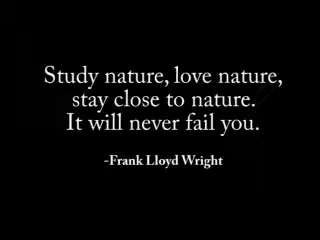 Study nature, love nature,
stay close to nature.
It will never fail you.
-Frank Lloyd Wright